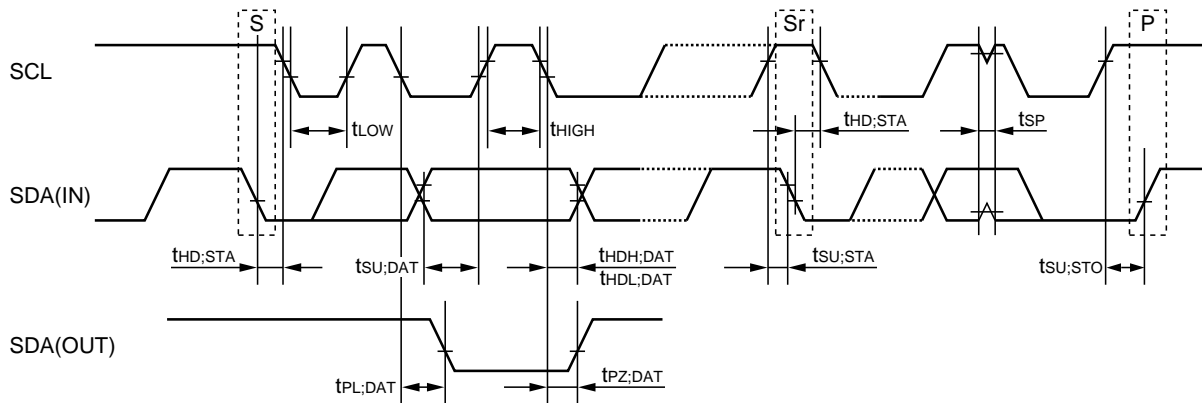 S Sr P
SCL
tLOW tHIGH tHD;STA tSP
SDA(IN)
tHD;STA tSU;DAT tHDH;DAT tSU;STA tSU;STO
tHDL;DAT
SDA(OUT)
tPL;DAT tPZ;DAT